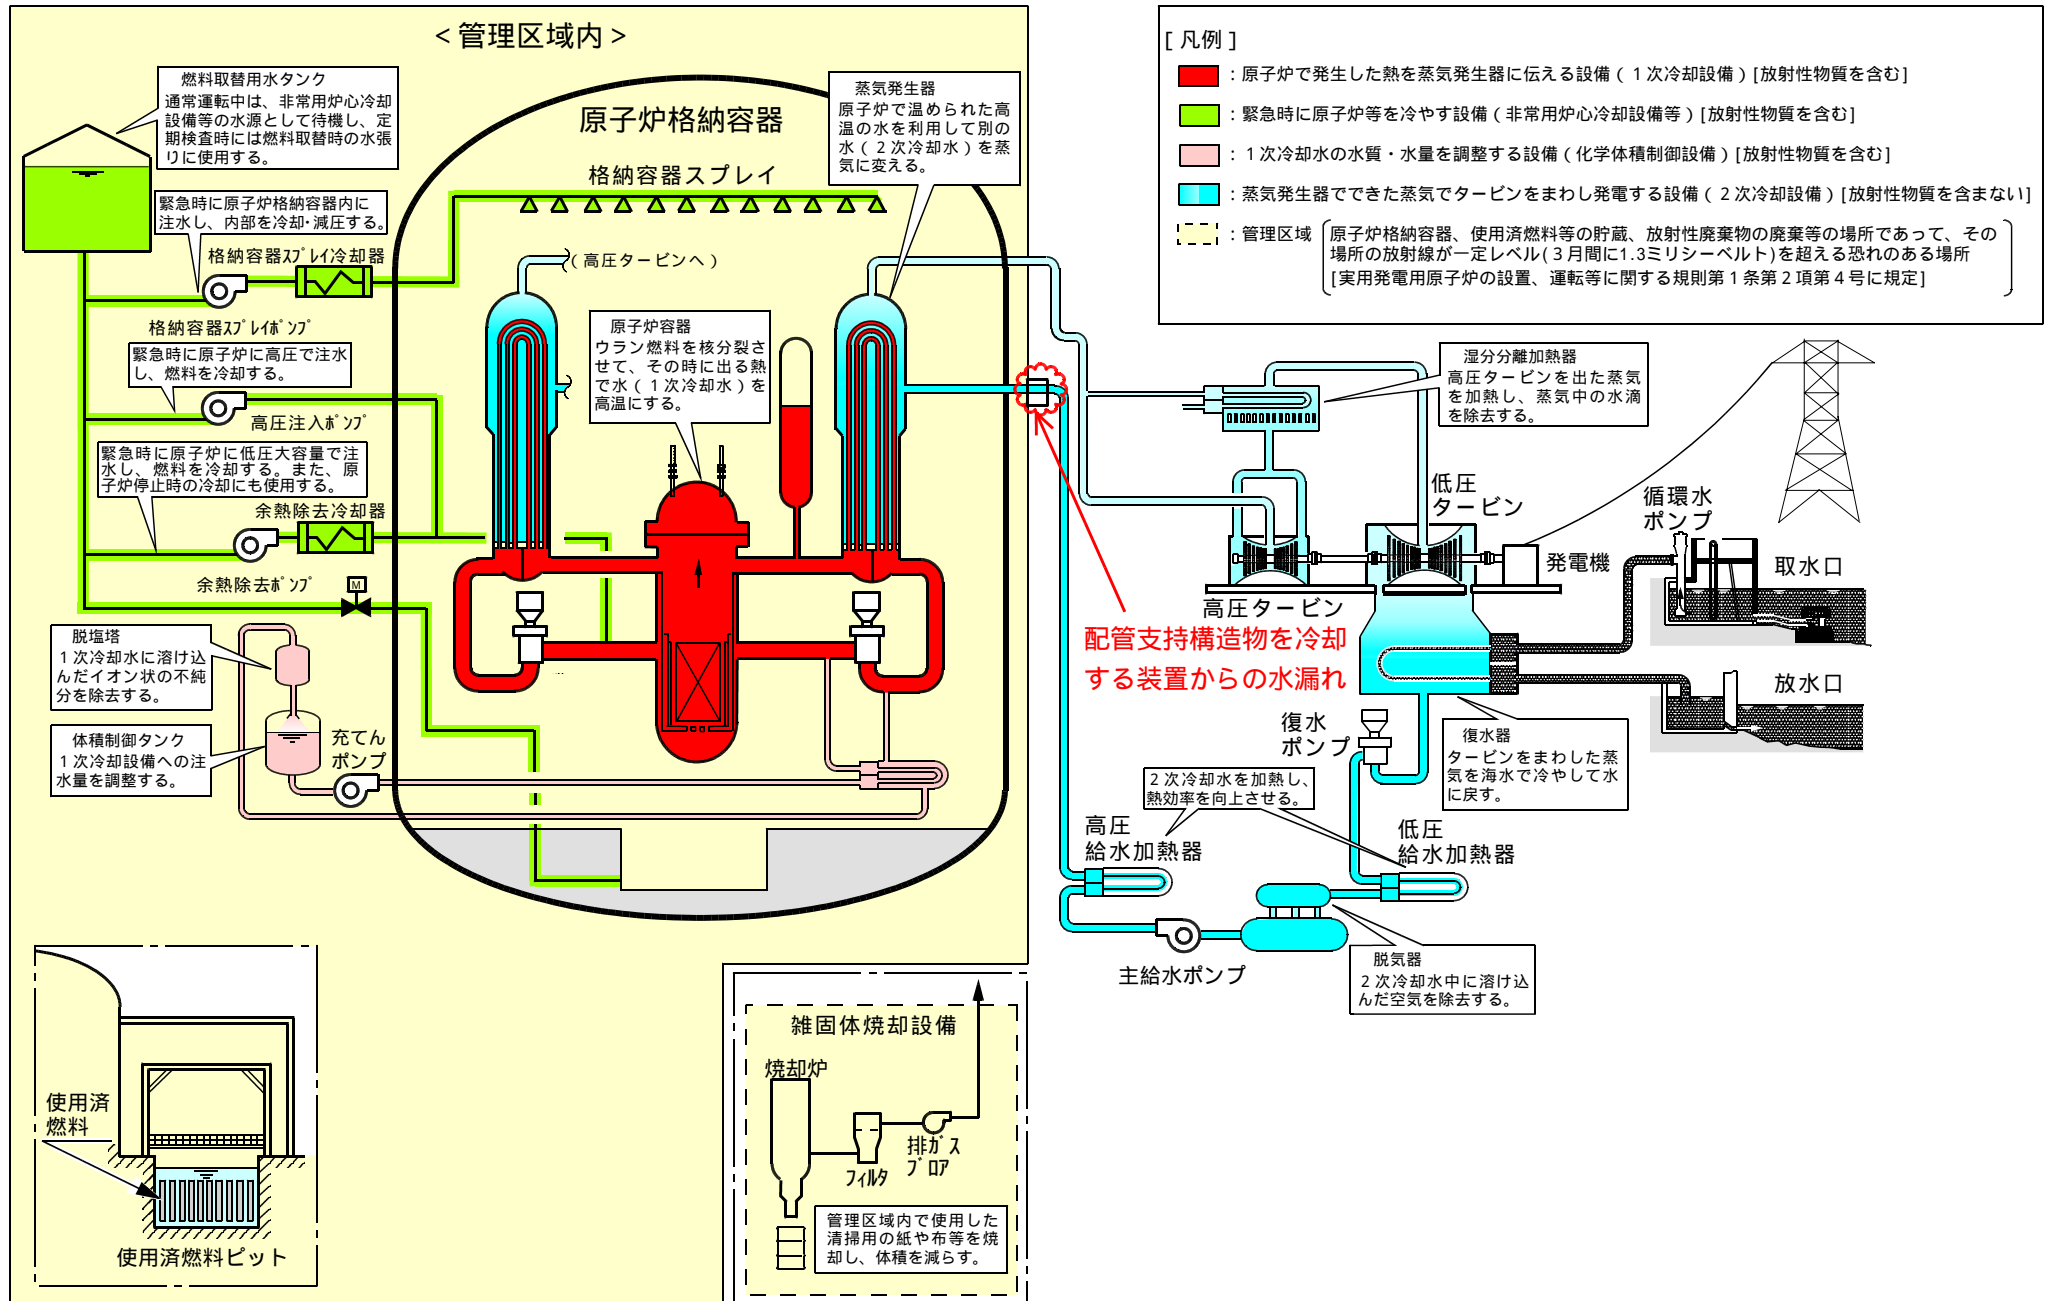 ＜管理区域内＞
燃料取替用水タンク
通常運転中は、非常用炉心冷却
設備等の水源として待機し、定
期検査時には燃料取替時の水張
りに使用する。
緊急時に原子炉格納容器内に
注水し、内部を冷却・減圧する。
格納容器ｽﾌﾟﾚｲ冷却器
格納容器ｽﾌﾟﾚｲﾎﾟﾝﾌﾟ
緊急時に原子炉に高圧で注水
し、燃料を冷却する。
高圧注入ﾎﾟﾝﾌﾟ
緊急時に原子炉に低圧大容量で注
水し、燃料を冷却する。また、原
子炉停止時の冷却にも使用する。
余熱除去冷却器
余熱除去ﾎﾟﾝﾌﾟ
M
脱塩塔
１次冷却水に溶け込
んだイオン状の不純
分を除去する。
体積制御タンク
１次冷却設備への注
水量を調整する。
充てん
ポンプ
原子炉格納容器
格納容器スプレイ
蒸気発生器
原子炉で温められた高
温の水を利用して別の
水（２次冷却水）を蒸
気に変える。
（高圧タービンへ）
原子炉容器
ウラン燃料を核分裂さ
せて、その時に出る熱
で水（１次冷却水）を
高温にする。
[ 凡例 ]
：原子炉で発生した熱を蒸気発生器に伝える設備（１次冷却設備）[放射性物質を含む]
：緊急時に原子炉等を冷やす設備（非常用炉心冷却設備等）[放射性物質を含む]
：１次冷却水の水質・水量を調整する設備（化学体積制御設備）[放射性物質を含む]
：蒸気発生器でできた蒸気でタービンをまわし発電する設備（２次冷却設備）[放射性物質を含まない]
：管理区域
原子炉格納容器、使用済燃料等の貯蔵、放射性廃棄物の廃棄等の場所であって、その
場所の放射線が一定レベル(３月間に1.3ミリシーベルト)を超える恐れのある場所
[実用発電用原子炉の設置、運転等に関する規則第１条第２項第４号に規定]
湿分分離加熱器
高圧タービンを出た蒸気
を加熱し、蒸気中の水滴
を除去する。
低圧
タービン
発電機
高圧タービン
循環水
ポンプ
取水口
放水口
配管支持構造物を冷却
する装置からの水漏れ
復水
ポンプ
復水器
タービンをまわした蒸
気を海水で冷やして水
に戻す。
２次冷却水を加熱し、
熱効率を向上させる。
高圧
給水加熱器
低圧
給水加熱器
主給水ポンプ
脱気器
２次冷却水中に溶け込
んだ空気を除去する。
使用済
燃料
使用済燃料ピット
雑固体焼却設備
焼却炉
ﾌｨﾙﾀ
排ｶﾞｽ
ﾌﾞﾛｱ
管理区域内で使用した
清掃用の紙や布等を焼
却し、体積を減らす。